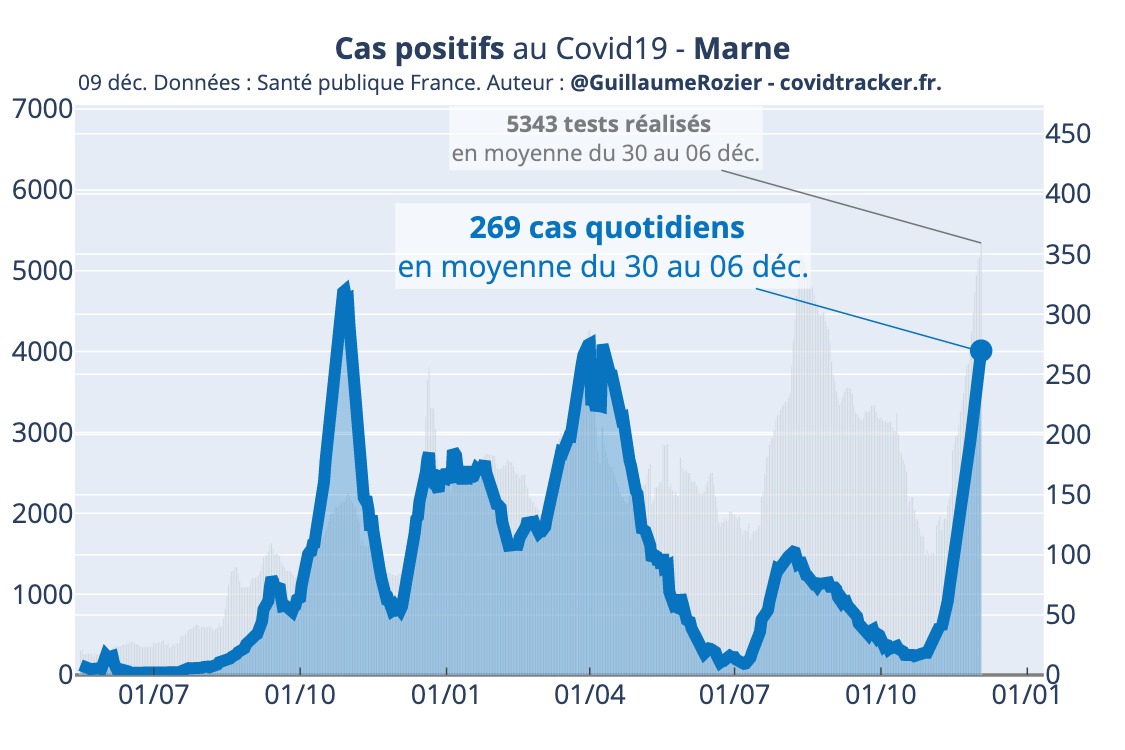 Cas positifs au Covid19 - Marne
09 déc. Données : Santé publique France. Auteur : @GuillaumeRozier - covidtracker.fr.
7000
6000
5000
4000
3000
2000
1000
0
5343 tests réalisés
en moyenne du 30 au 06 déc.
269 cas quotidiens
en moyenne du 30 au 06 déc.
450
400
350
300
250
200
150
100
50
0
01/07 01/10 01/01 01/04 01/07 01/10 01/01